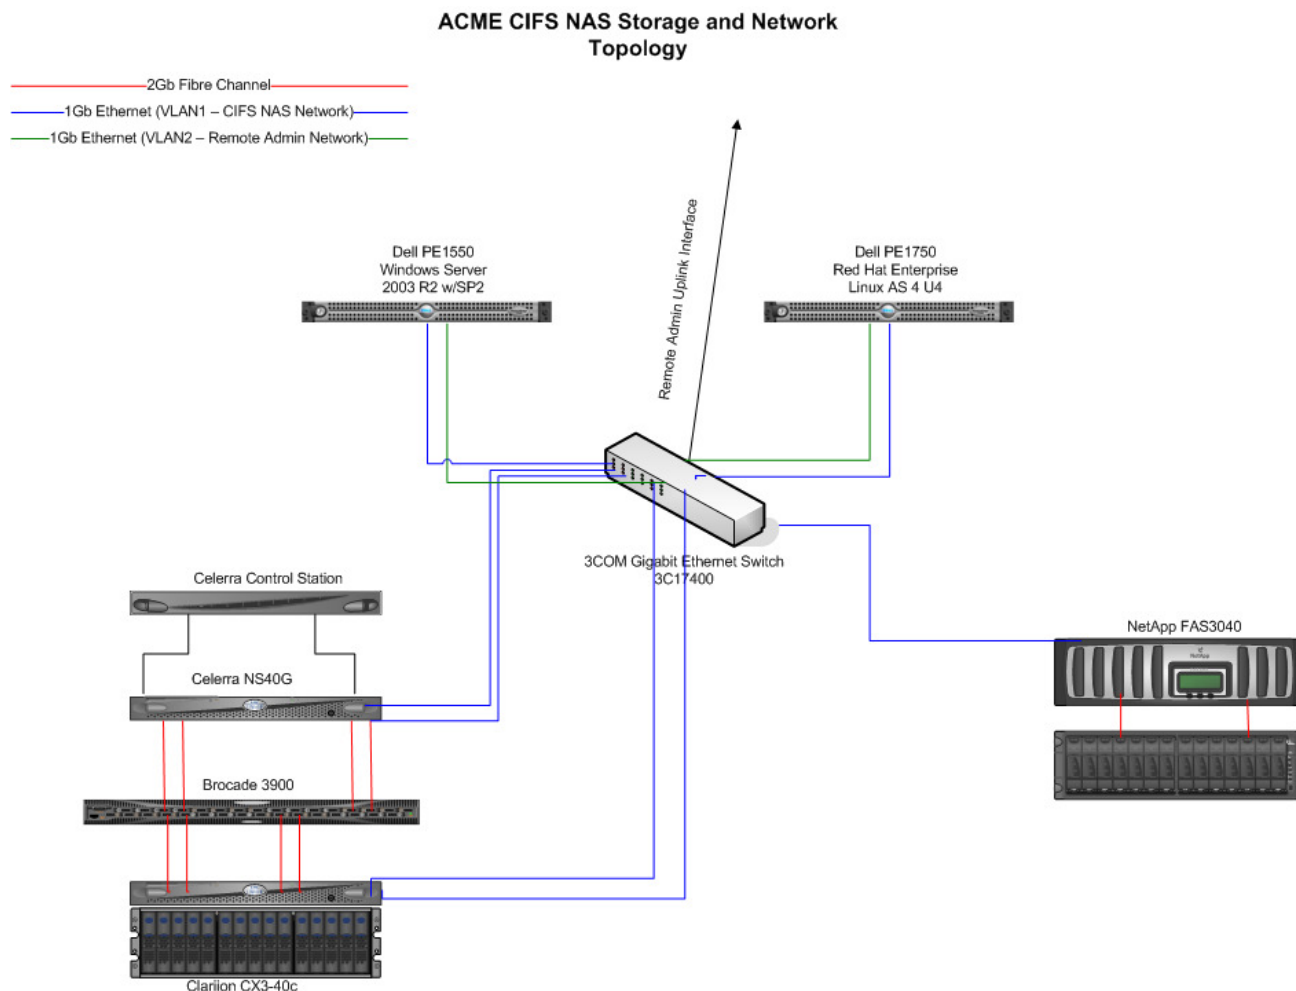 ACME CIFS NAS Storage and Network
Topology
2Gb Fibre Channel
1Gb Ethernet (VLAN1 – CIFS NAS Network)
1Gb Ethernet (VLAN2 – Remote Admin Network)
Remote Admin Uplink Interface
Dell PE1550
Windows Server
2003 R2 w/SP2
Dell PE1750
Red Hat Enterprise
Linux AS 4 U4
3COM Gigabit Ethernet Switch
3C17400
Celerra Control Station
Celerra NS40G
Brocade 3900
Clariion CX3-40c
NetApp FAS3040
NetApp